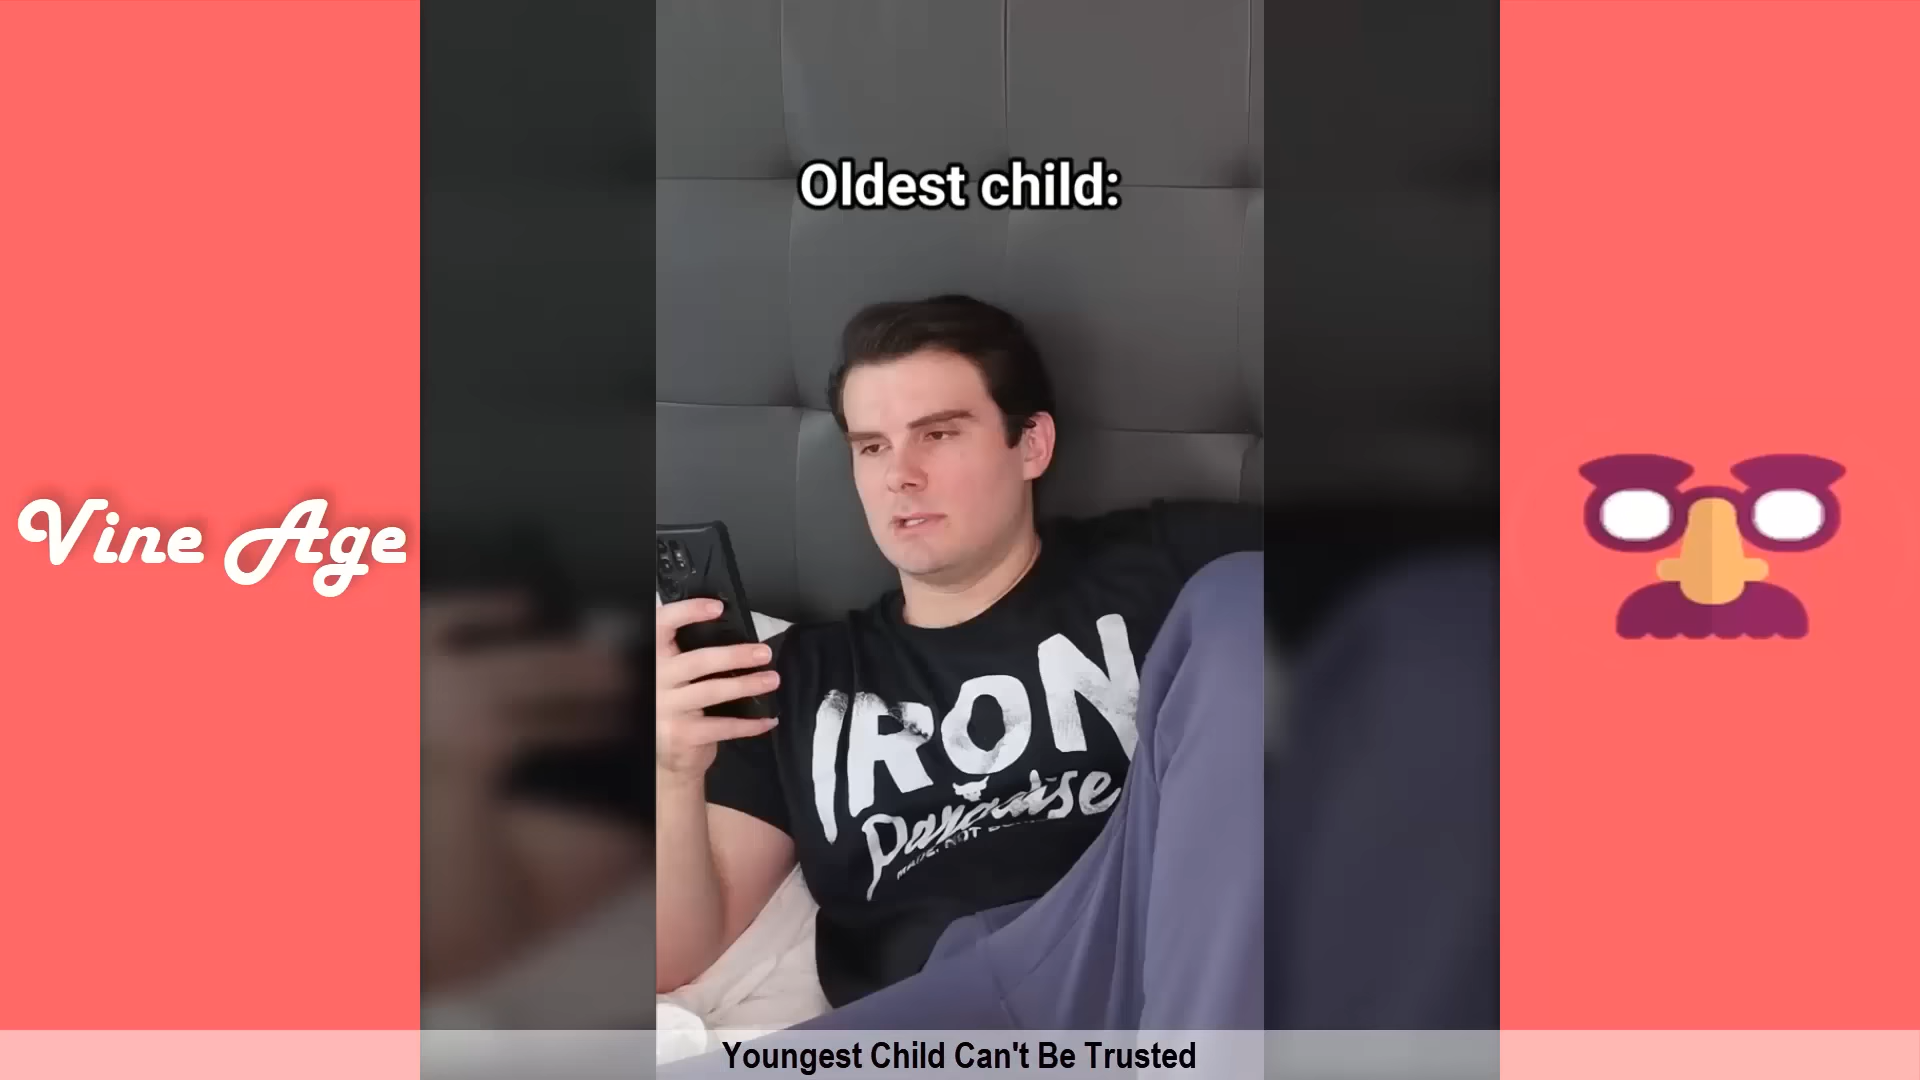 Oldest child:
Vine Age
IRON
Paradise
Youngest Child Can't Be Trusted